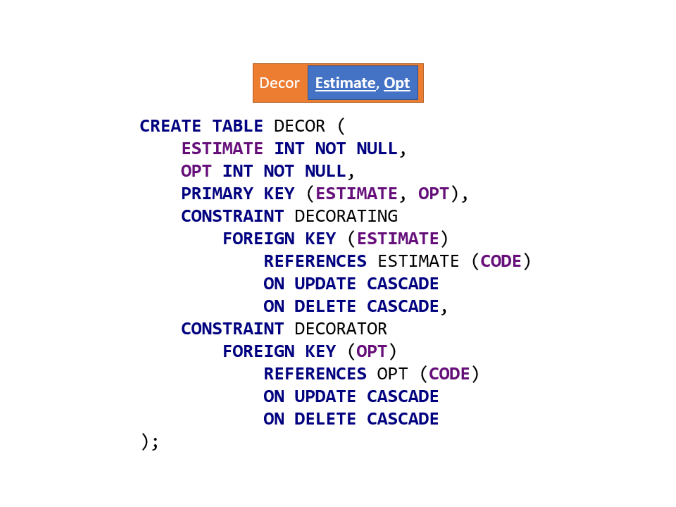 Decor Estimate, Opt
CREATE TABLE DECOR (
ESTIMATE INT NOT NULL,
OPT INT NOT NULL,
PRIMARY KEY (ESTIMATE, OPT),
CONSTRAINT DECORATING
FOREIGN KEY (ESTIMATE)
REFERENCES ESTIMATE (CODE)
ON UPDATE CASCADE
ON DELETE CASCADE,
CONSTRAINT DECORATOR
FOREIGN KEY (OPT)
REFERENCES OPT (CODE)
ON UPDATE CASCADE
ON DELETE CASCADE
);